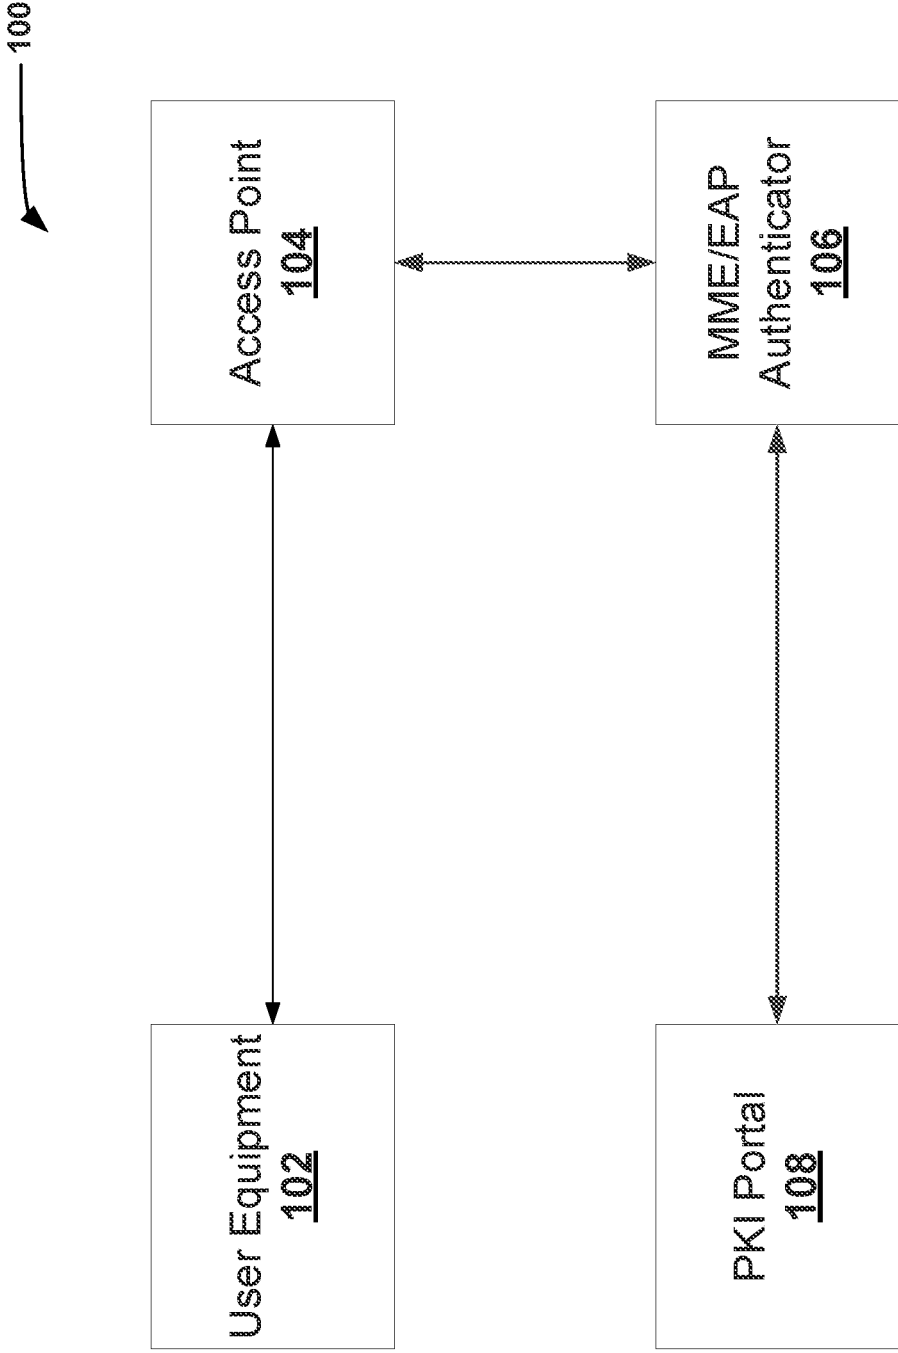 100
User Equipment
102
Access Point
104
PKI Portal
108
MME/EAP
Authenticator
106